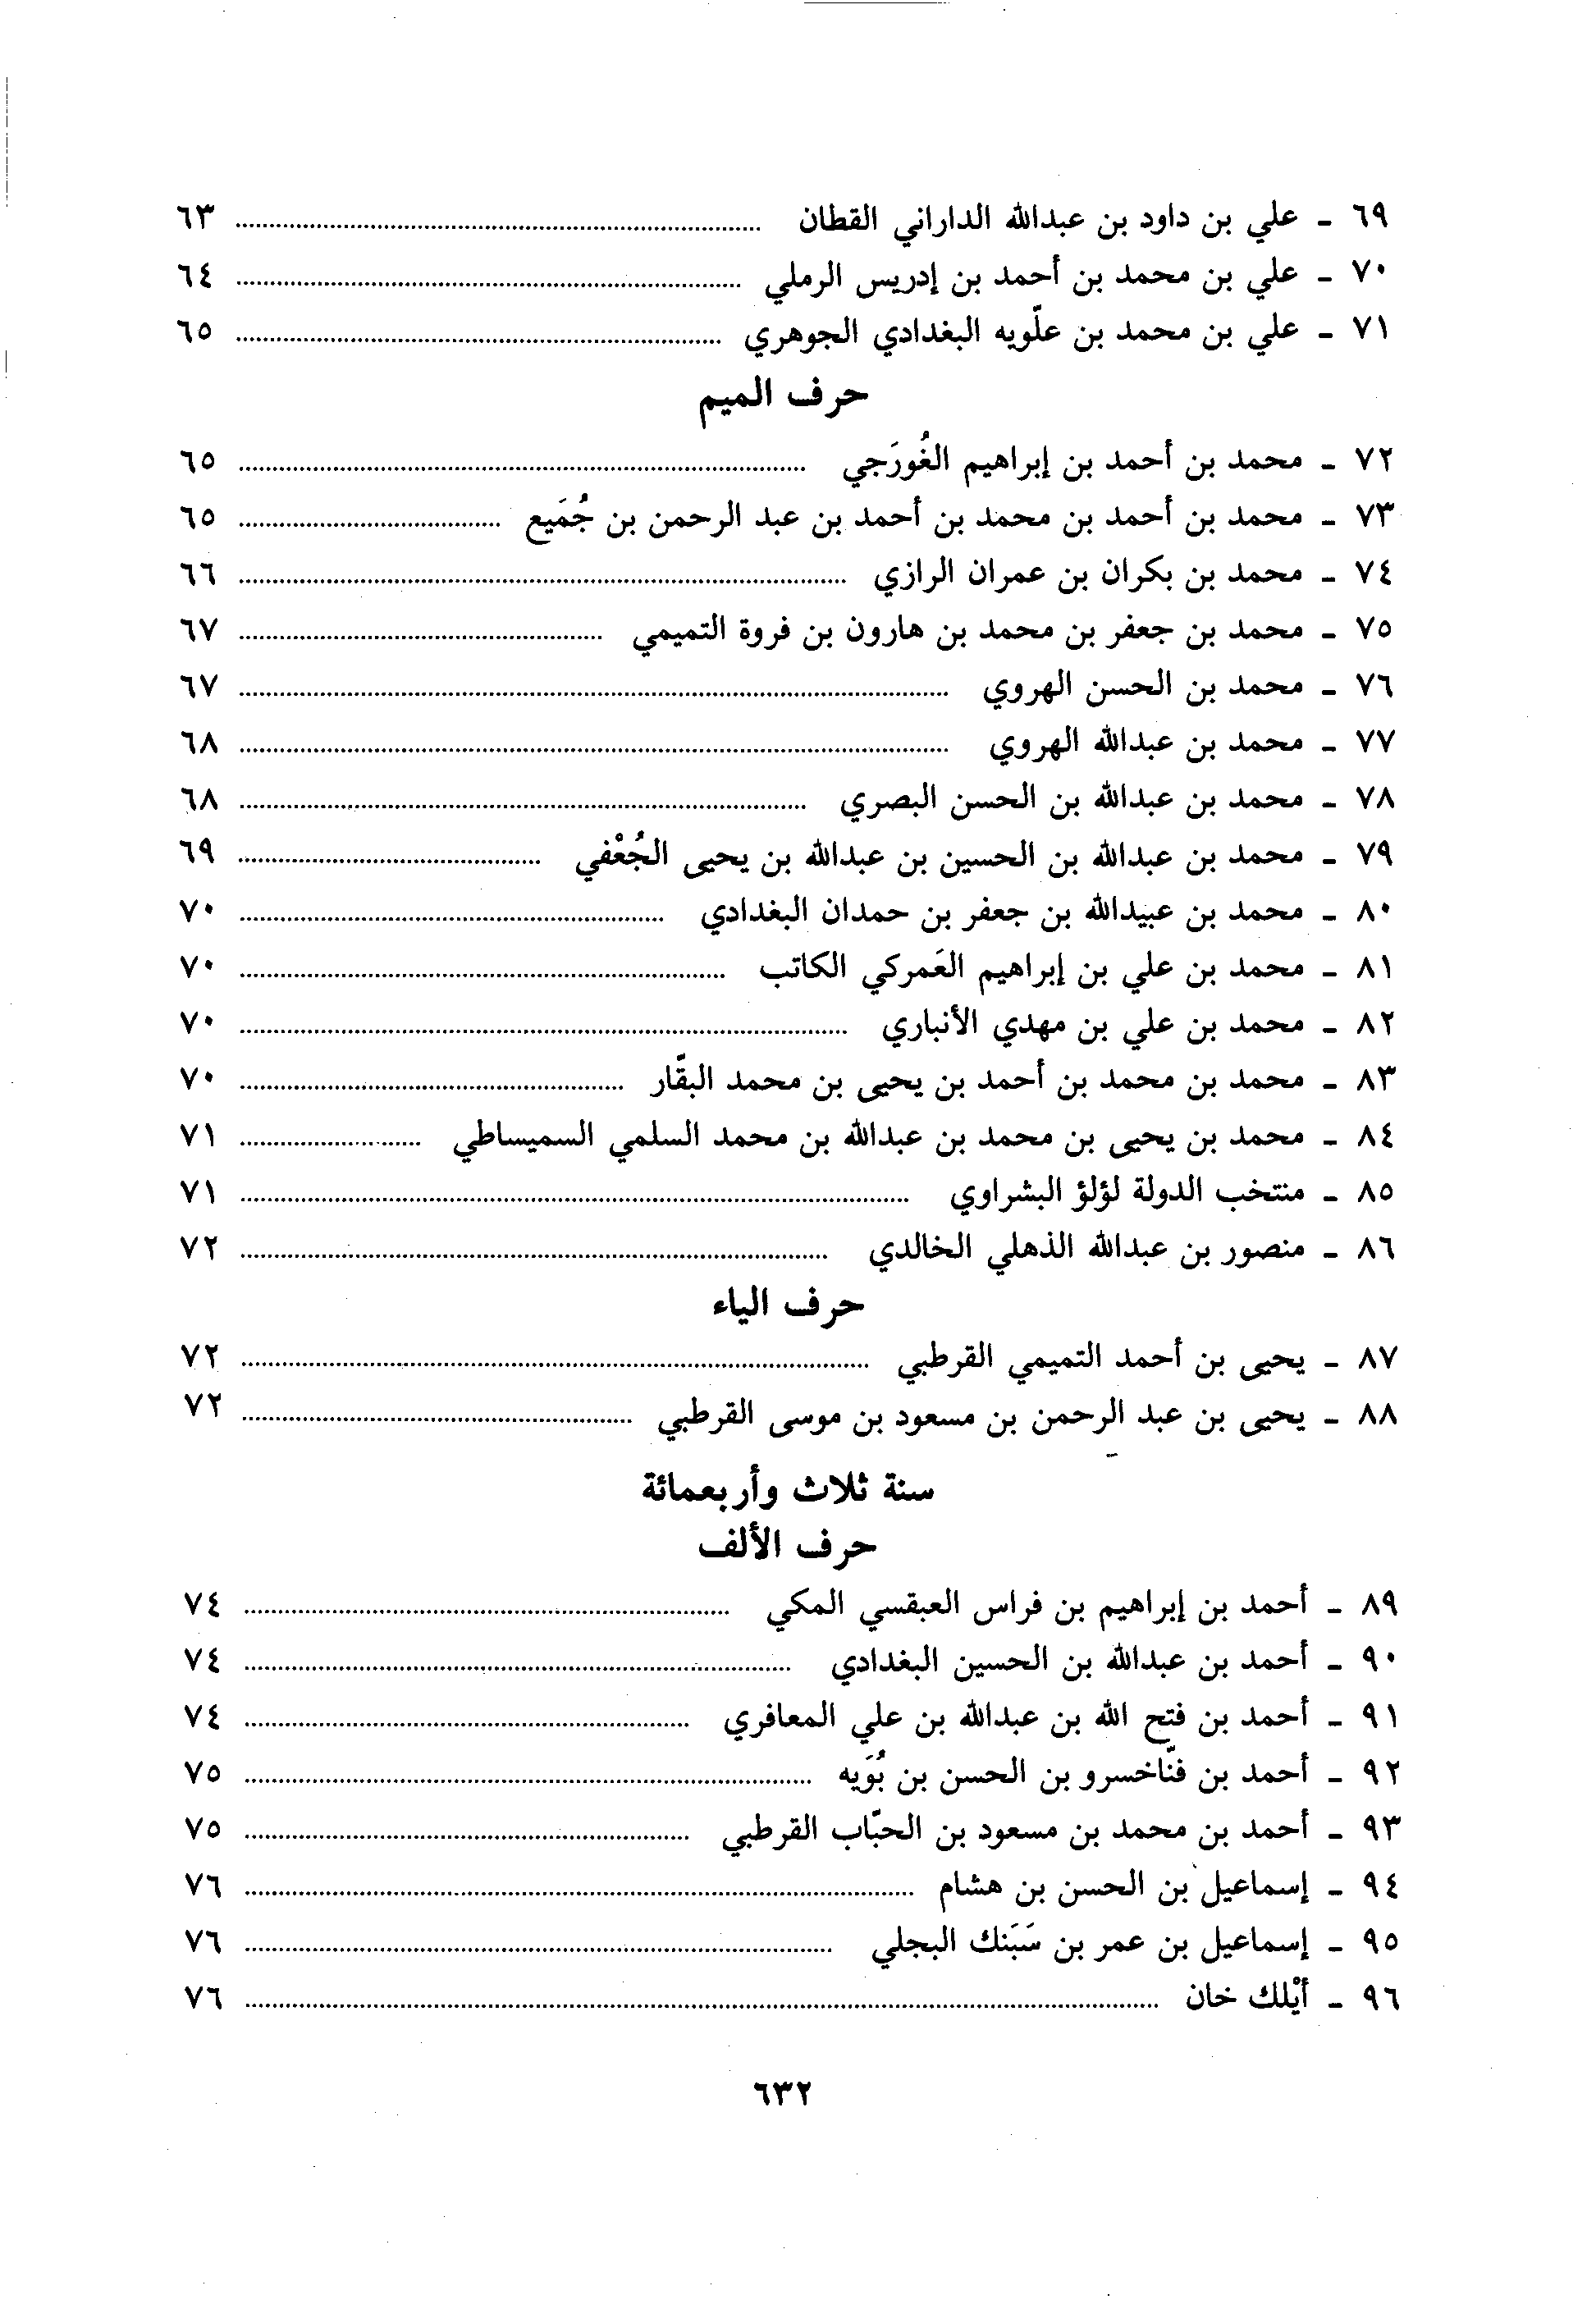 ٦٩ - علي بن داود بن عبدالله الداراني القطان ........ ٦٣
٧٠ - علي بن محمد بن أحمد بن إدريس الرملي ........ ٦٤
٧١ - علي بن محمد بن علّويه البغدادي الجوهري ........ ٦٥
حرف الميم
٧٢ - محمد بن أحمد بن إبراهيم الغُورَجي ........ ٦٥
٧٣ - محمد بن أحمد بن محمد بن أحمد بن عبد الرحمن بن جُمَيع ........ ٦٥
٧٤ - محمد بن بكران بن عمران الرازي ........ ٦٦
٧٥ - محمد بن جعفر بن محمد بن هارون بن فروة التميمي ........ ٦٧
٧٦ - محمد بن الحسن الهروي ........ ٦٧
٧٧ - محمد بن عبدالله الهروي ........ ٦٨
٧٨ - محمد بن عبدالله بن الحسن البصري ........ ٦٨
٧٩ - محمد بن عبدالله بن الحسين بن عبدالله بن يحيى الجُعْفي ........ ٦٩
٨٠ - محمد بن عبيدالله بن جعفر بن حمدان البغدادي ........ ٧٠
٨١ - محمد بن علي بن إبراهيم العَمركي الكاتب ........ ٧٠
٨٢ - محمد بن علي بن مهدي الأنباري ........ ٧٠
٨٣ - محمد بن محمد بن أحمد بن يحيى بن محمد البقّار ........ ٧٠
٨٤ - محمد بن يحيى بن محمد بن عبدالله بن محمد السلمي السميساطي ........ ٧١
٨٥ - منتخب الدولة لؤلؤ البشراوي ........ ٧١
٨٦ - منصور بن عبدالله الذهلي الخالدي ........ ٧٢
حرف الياء
٨٧ - يحيى بن أحمد التميمي القرطبي ........ ٧٢
٨٨ - يحيى بن عبد الرحمن بن مسعود بن موسى القرطبي ........ ٧٢
سنة ثلاث وأربعمائة
حرف الألف
٨٩ - أحمد بن إبراهيم بن فراس العبقسي المكي ........ ٧٤
٩٠ - أحمد بن عبدالله بن الحسين البغدادي ........ ٧٤
٩١ - أحمد بن فتح الله بن عبدالله بن علي المعافري ........ ٧٤
٩٢ - أحمد بن فنّاخسرو بن الحسن بن بُوَيه ........ ٧٥
٩٣ - أحمد بن محمد بن مسعود بن الحبّاب القرطبي ........ ٧٥
٩٤ - إسماعيل بن الحسن بن هشام ........ ٧٦
٩٥ - إسماعيل بن عمر بن سَبَنك البجلي ........ ٧٦
٩٦ - أيْلك خان ........ ٧٦
٦٣٢